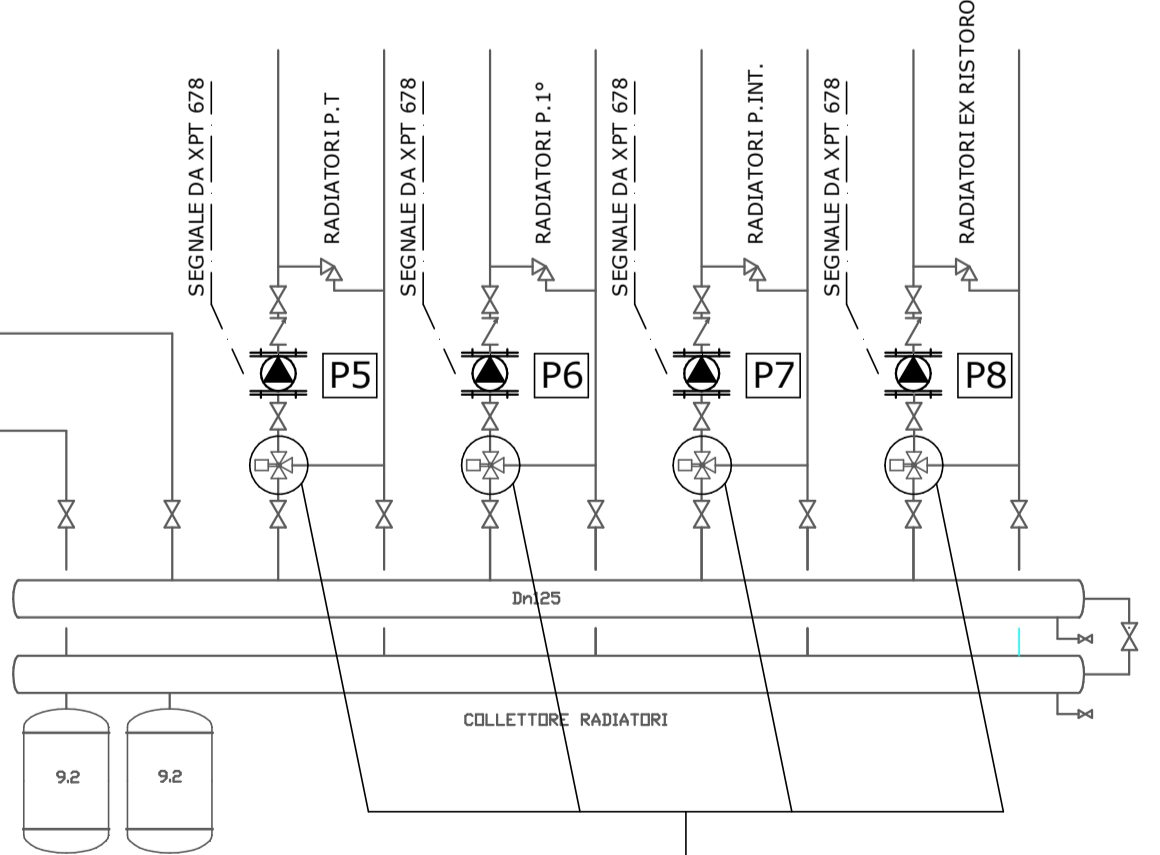 SEGNALE DA XPT 678
RADIATORI P.T
SEGNALE DA XPT 678
RADIATORI P.1°
SEGNALE DA XPT 678
RADIATORI P.INT.
SEGNALE DA XPT 678
RADIATORI EX RISTORO
P5
P6
P7
P8
Dn125
COLLETTORE RADIATORI
9.2
9.2